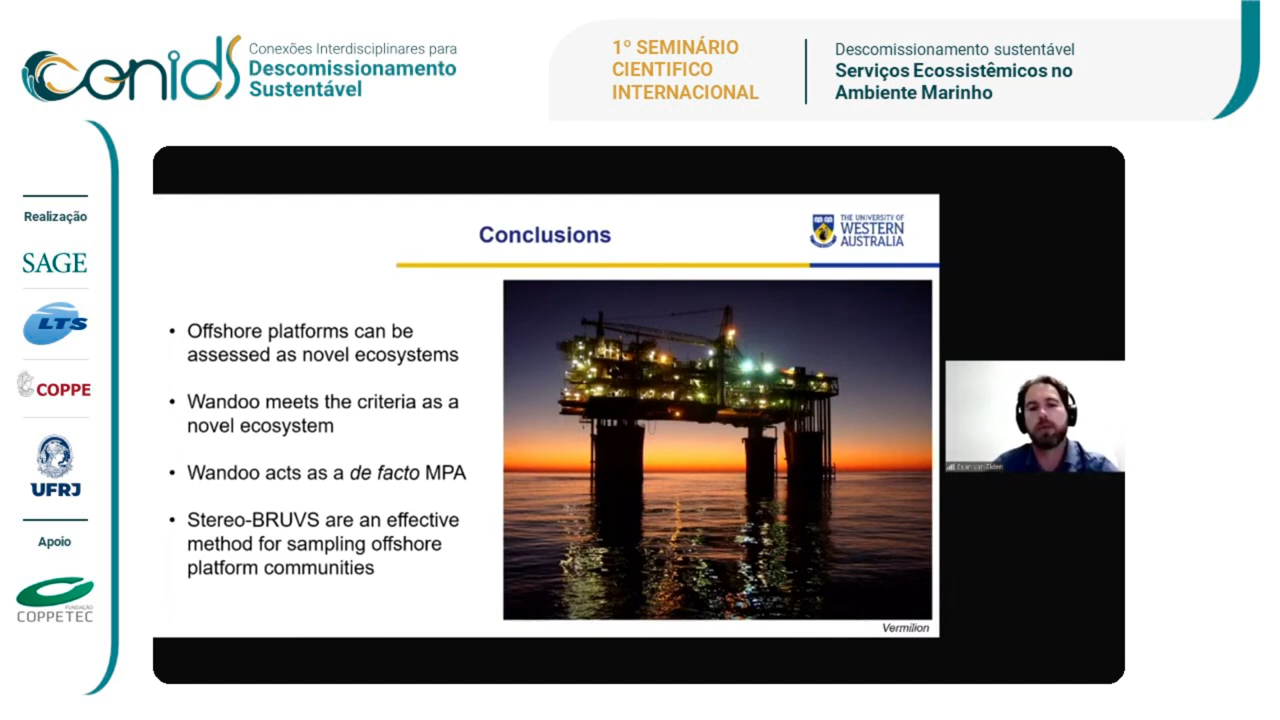 conids
Conexões Interdisciplinares para
Descomissionamento
Sustentável
1º SEMINÁRIO
CIENTIFICO
INTERNACIONAL
Descomissionamento sustentável
Serviços Ecossistêmicos no
Ambiente Marinho
Realização
SAGE
LTS
COPPE
UFRJ
Apoio
FUNDAÇÃO
COPPETEC
Conclusions
THE UNIVERSITY OF
WESTERN
AUSTRALIA
• Offshore platforms can be
assessed as novel ecosystems
• Wandoo meets the criteria as a
novel ecosystem
• Wandoo acts as a de facto MPA
• Stereo-BRUVS are an effective
method for sampling offshore
platform communities
Vermilion